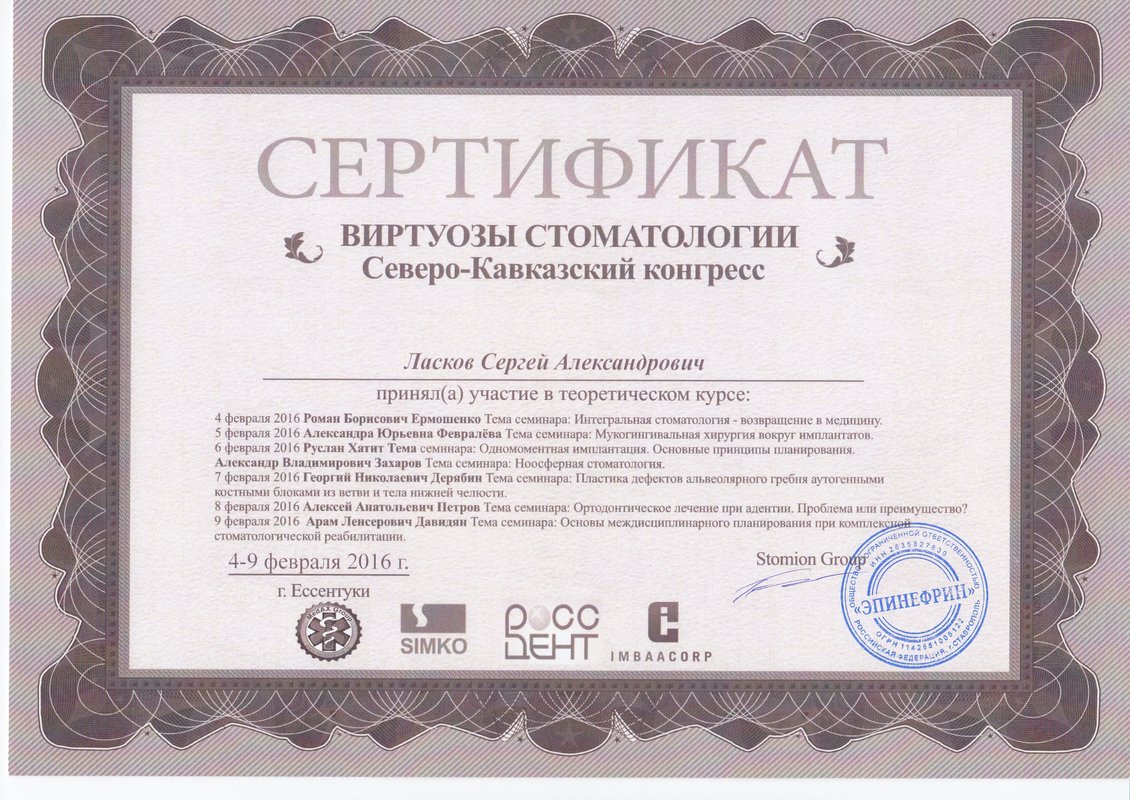 СЕРТИФИКАТ
ВИРТУОЗЫ СТОМАТОЛОГИИ
Северо-Кавказский конгресс
Ласков Сергей Александрович
принял(а) участие в теоретическом курсе:
4 февраля 2016 Роман Борисович Ермошенко Тема семинара: Интегральная стоматология - возвращение в медицину.
5 февраля 2016 Александра Юрьевна Февралёва Тема семинара: Мукогингивальная хирургия вокруг имплантатов.
6 февраля 2016 Руслан Хатит Тема семинара: Одномоментная имплантация. Основные принципы планирования.
Александр Владимирович Захаров Тема семинара: Ноосферная стоматология.
7 февраля 2016 Георгий Николаевич Дерябин Тема семинара: Пластика дефектов альвеолярного гребня аутогенными
костными блоками из ветви и тела нижней челюсти.
8 февраля 2016 Алексей Анатольевич Петров Тема семинара: Ортодонтическое лечение при адентии. Проблема или преимущество?
9 февраля 2016 Арам Ленсерович Давидян Тема семинара: Основы междисциплинарного планирования при комплексной
стоматологической реабилитации.
4-9 февраля 2016 г.
Stomion Group
г. Ессентуки
SIMKO
РОСС
ДЕНТ
IMBAACORP
ОБЩЕСТВО С ОГРАНИЧЕННОЙ ОТВЕТСТВЕННОСТЬЮ
«ЭПИНЕФРИН»
РОССИЙСКАЯ ФЕДЕРАЦИЯ, г. СТАВРОПОЛЬ